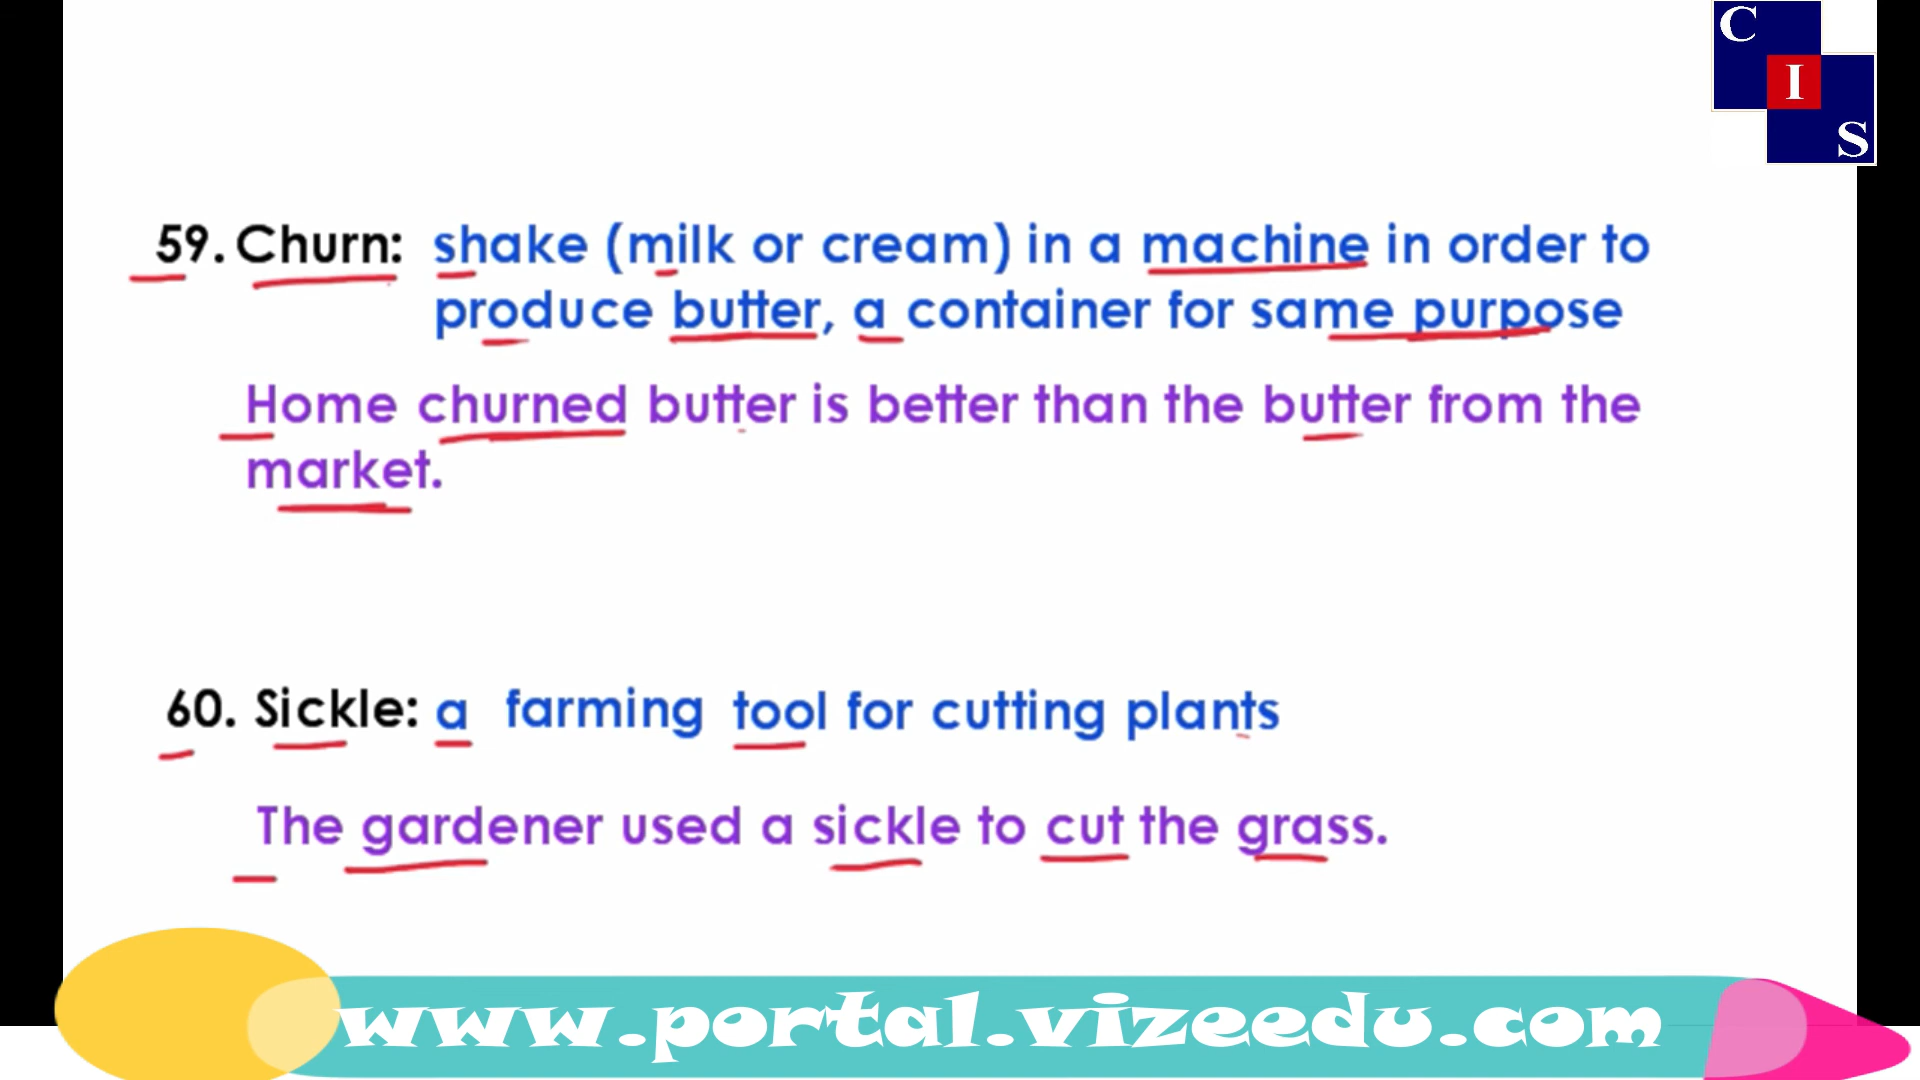 C
I
S
59. Churn: shake (milk or cream) in a machine in order to
produce butter, a container for same purpose
Home churned butter is better than the butter from the
market.
60. Sickle: a farming tool for cutting plants
The gardener used a sickle to cut the grass.
www.portal.vizeedu.com